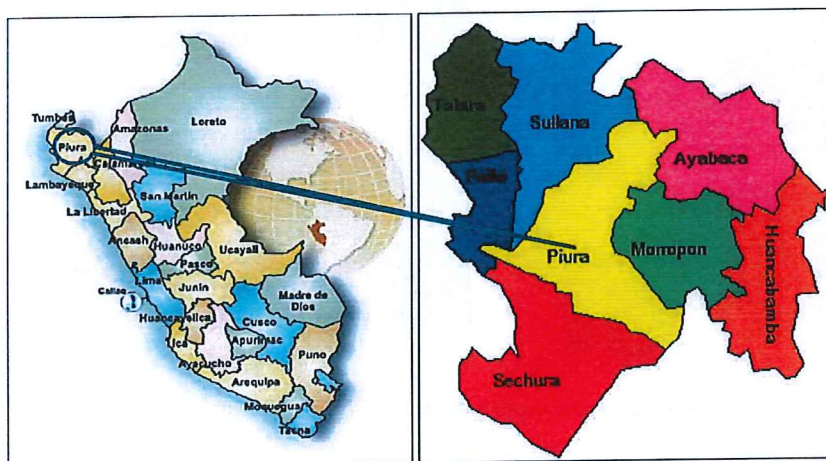 Tumbes
Piura
Amazonas
Loreto
Cajamarca
Lambayeque
San Martin
La Libertad
Ancash
Huanuco
Ucayali
Pasco
Lima
Junin
Callao
Madre de
Dios
Huancavelica
Cusco
Ica
Apurimac
Ayacucho
Puno
Arequipa
Moquegua
Tacna
Talara
Sullana
Ayabaca
Paita
Piura
Morropon
Huancabamba
Sechura